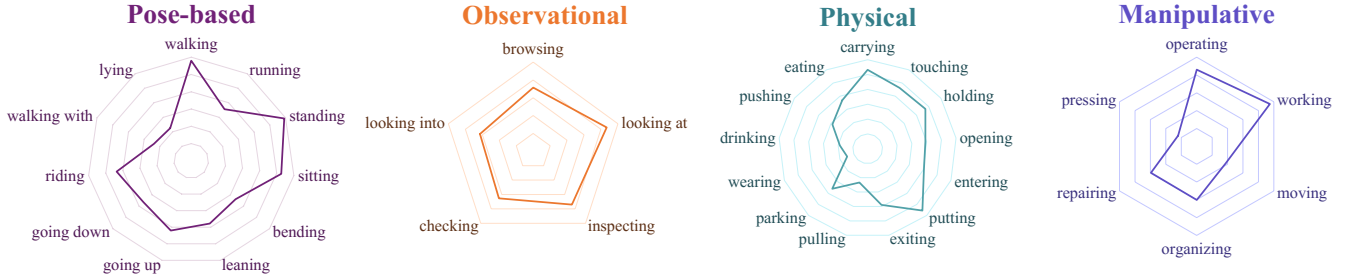 Pose-based
walking
running
standing
sitting
bending
leaning
going up
going down
riding
walking with
lying
Observational
browsing
looking at
inspecting
checking
looking into
Physical
carrying
touching
holding
opening
entering
putting
exiting
pulling
parking
wearing
drinking
pushing
eating
Manipulative
operating
working
moving
organizing
repairing
pressing